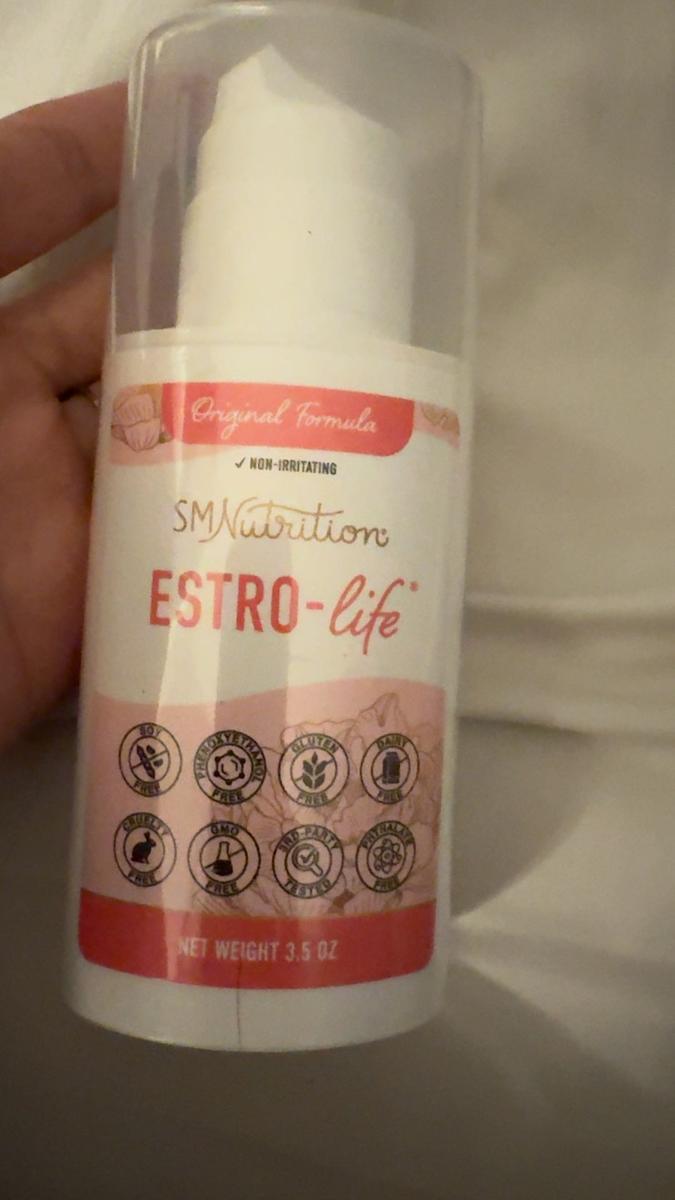 Original Formula
✓ NON-IRRITATING
SMNutrition®
ESTRO-life®
SOY FREE
PHENOXYETHANOL FREE
GLUTEN FREE
DAIRY FREE
CRUELTY FREE
GMO FREE
3RD-PARTY TESTED
PHTHALATE FREE
NET WEIGHT 3.5 OZ